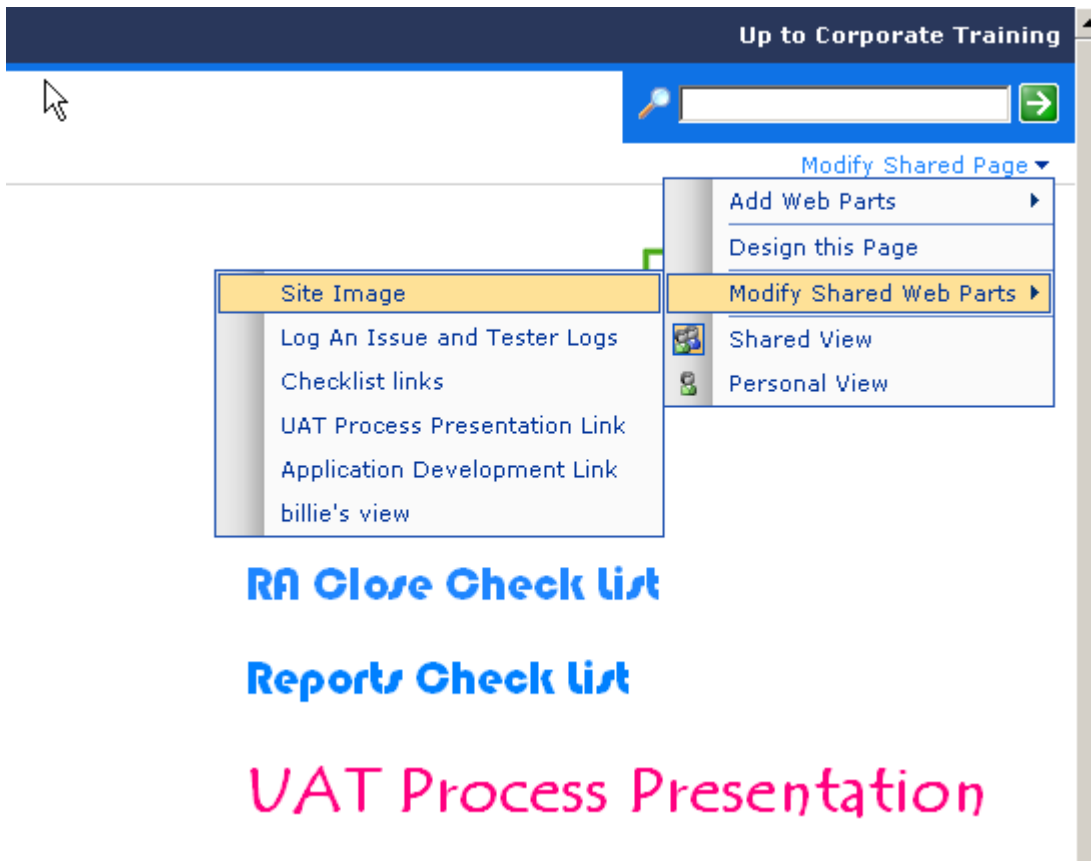 Up to Corporate Training
Modify Shared Page
Add Web Parts
Design this Page
Modify Shared Web Parts
Shared View
Personal View
Site Image
Log An Issue and Tester Logs
Checklist links
UAT Process Presentation Link
Application Development Link
billie's view
RA Close Check List
Reports Check List
UAT Process Presentation